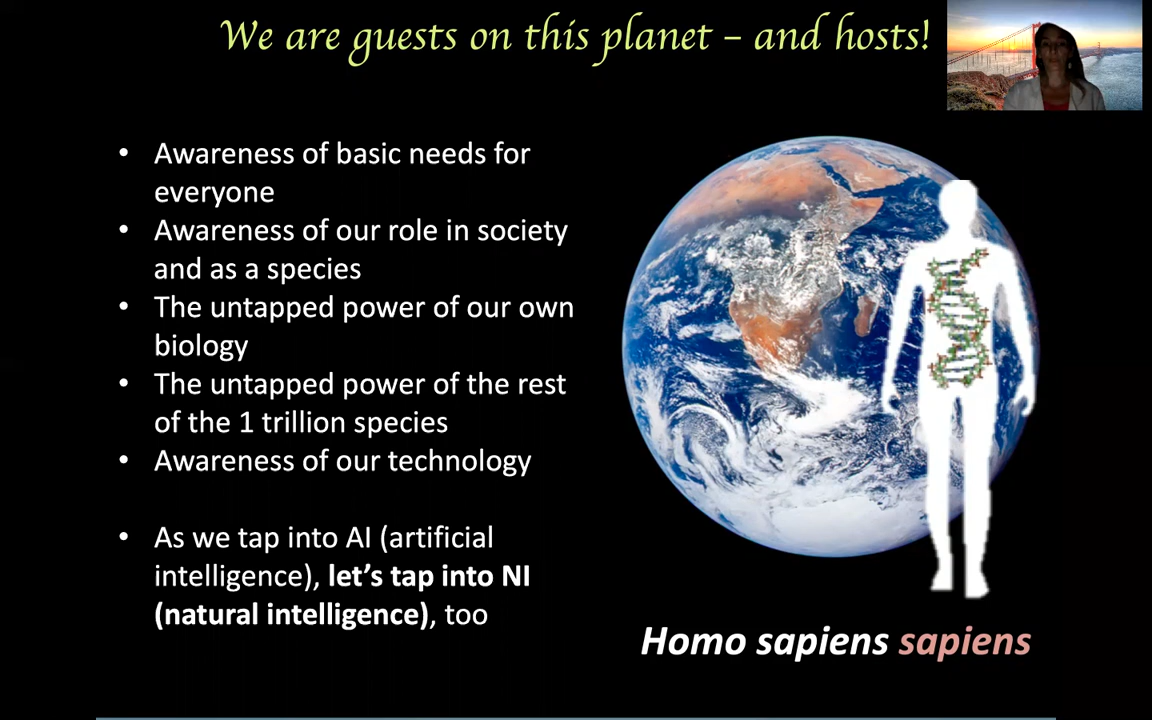 We are guests on this planet – and hosts!
• Awareness of basic needs for
everyone
• Awareness of our role in society
and as a species
• The untapped power of our own
biology
• The untapped power of the rest
of the 1 trillion species
• Awareness of our technology
• As we tap into AI (artificial
intelligence), let’s tap into NI
(natural intelligence), too
Homo sapiens sapiens